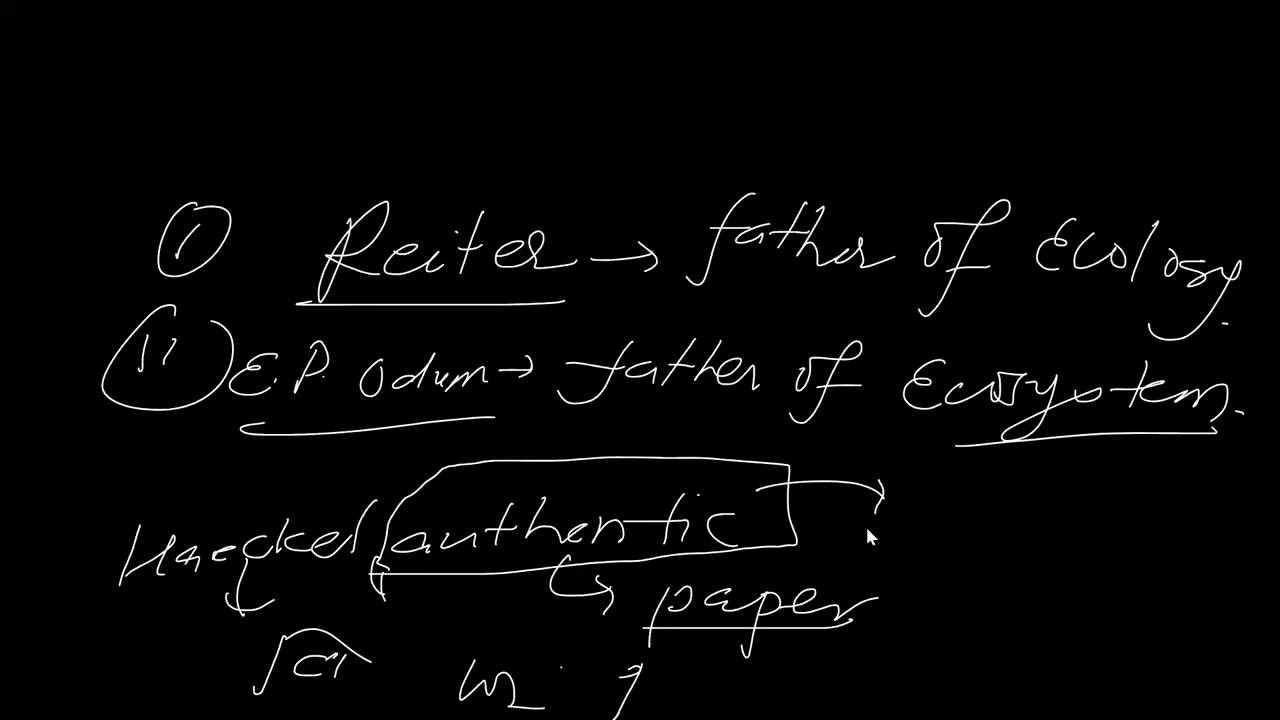 ① Reiter → father of Ecology.
ⅱ E.P. Odum → father of Ecosystem.
Haeckel authentic →
paper